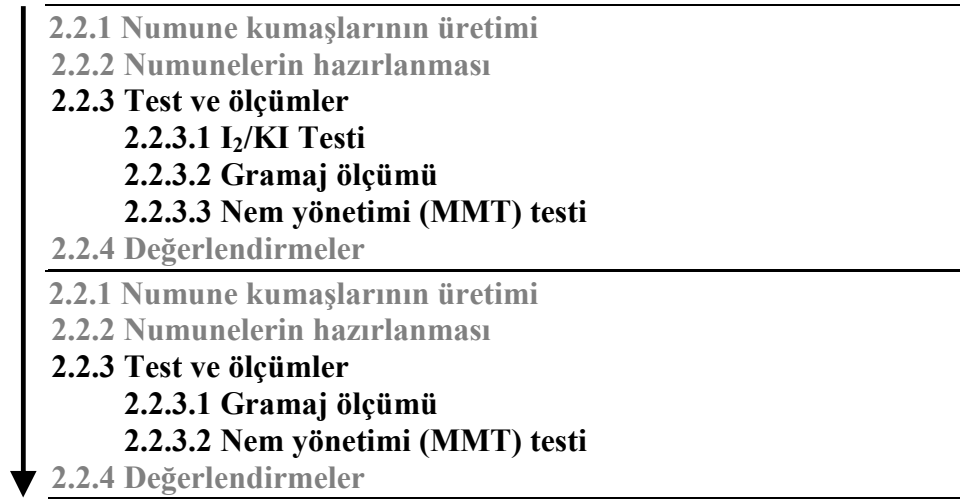 2.2.1 Numune kumaşlarının üretimi
2.2.2 Numunelerin hazırlanması
2.2.3 Test ve ölçümler
2.2.3.1 I₂/KI Testi
2.2.3.2 Gramaj ölçümü
2.2.3.3 Nem yönetimi (MMT) testi
2.2.4 Değerlendirmeler
2.2.1 Numune kumaşlarının üretimi
2.2.2 Numunelerin hazırlanması
2.2.3 Test ve ölçümler
2.2.3.1 Gramaj ölçümü
2.2.3.2 Nem yönetimi (MMT) testi
2.2.4 Değerlendirmeler